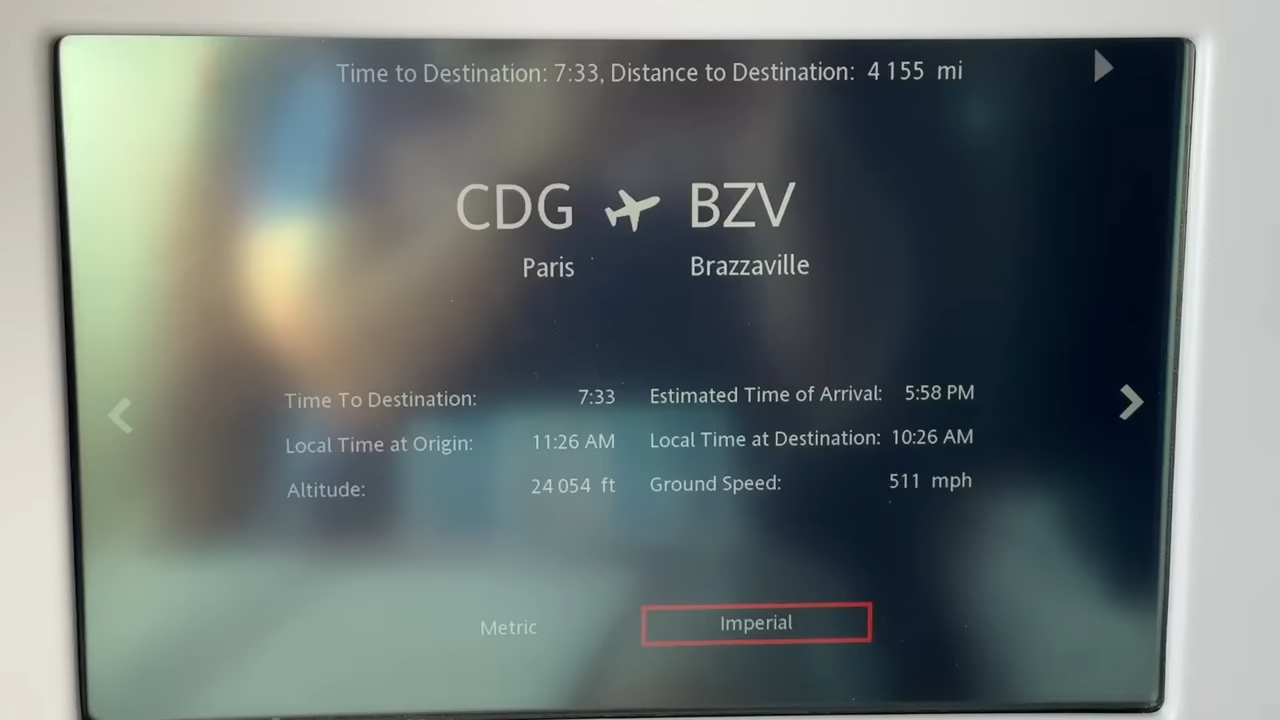 Time to Destination: 7:33, Distance to Destination: 4 155 mi
CDG BZV
Paris Brazzaville
Time To Destination: 7:33 Estimated Time of Arrival: 5:58 PM
Local Time at Origin: 11:26 AM Local Time at Destination: 10:26 AM
Altitude: 24 054 ft Ground Speed: 511 mph
Metric Imperial